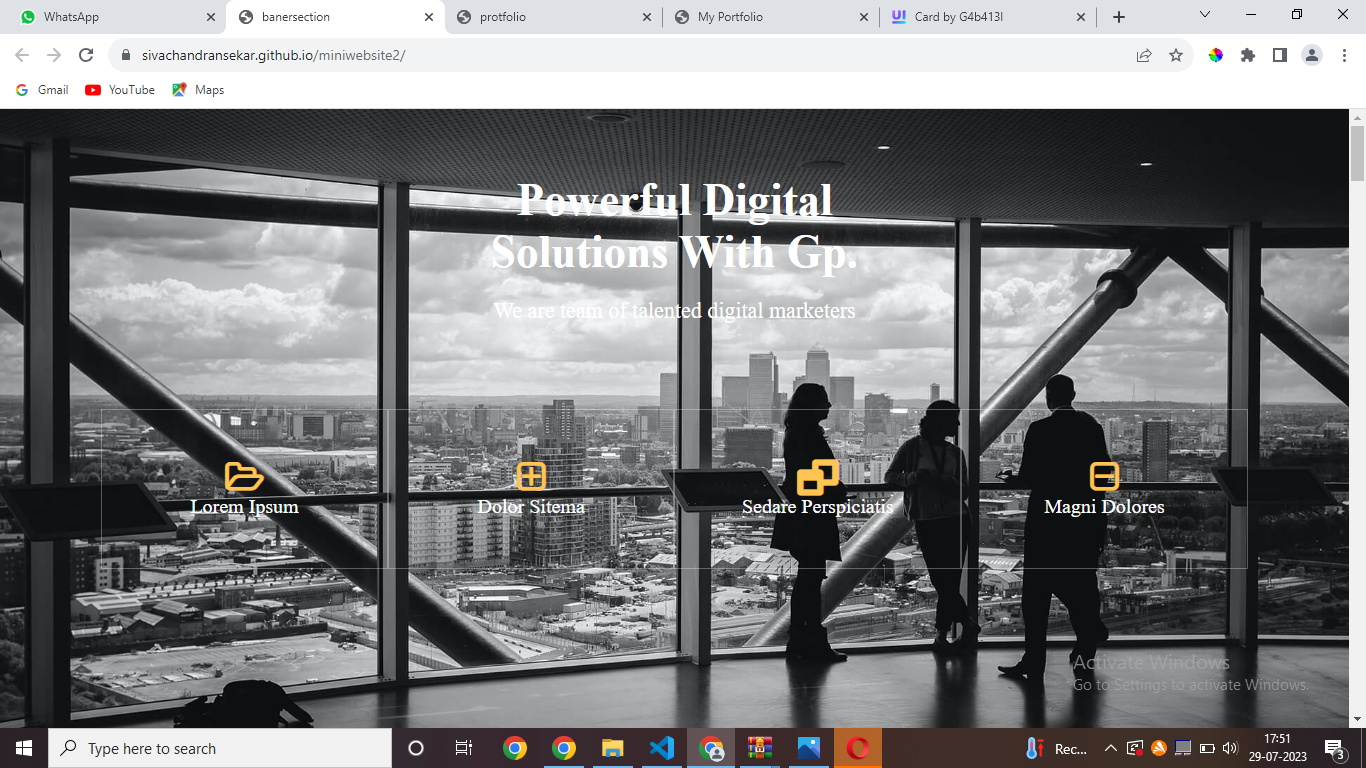 WhatsApp
banersection
protfolio
My Portfolio
Card by G4b413l
sivachandransekar.github.io/miniwebsite2/
Gmail
YouTube
Maps
Powerful Digital
Solutions With Gp.
We are team of talented digital marketers
Lorem Ipsum
Dolor Sitema
Sedare Perspiciatis
Magni Dolores
Activate Windows
Go to Settings to activate Windows.
Type here to search
Rec...
17:51
29-07-2023
3